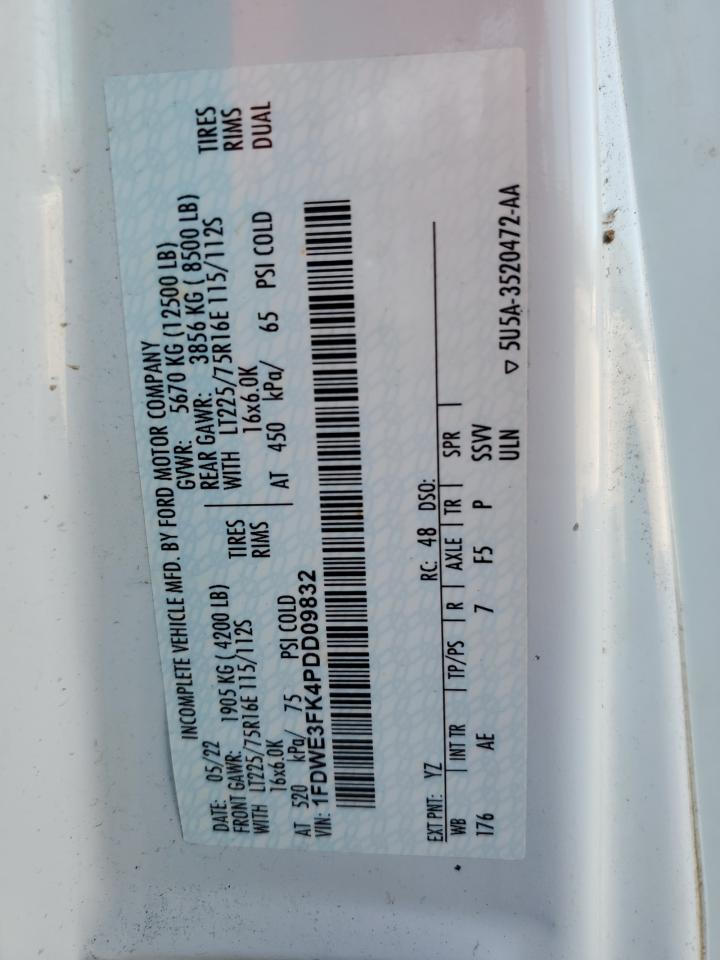 INCOMPLETE VEHICLE MFD. BY FORD MOTOR COMPANY
DATE: 05/22 GVWR: 5670 KG (12500 LB)
FRONT GAWR: 1905 KG ( 4200 LB) REAR GAWR: 3856 KG ( 8500 LB)
WITH LT225/75R16E 115/112S TIRES WITH LT225/75R16E 115/112S TIRES
16x6.0K RIMS 16x6.0K RIMS
AT 520 kPa/ 75 PSI COLD AT 450 kPa/ 65 PSI COLD DUAL
VIN: 1FDWE3FK4PDD09832
EXT PNT: YZ RC: 48 DSO:
WB INT TR TP/PS R AXLE TR SPR
176 AE 7 F5 P SSW
ULN
▽ 5U5A-3520472-AA